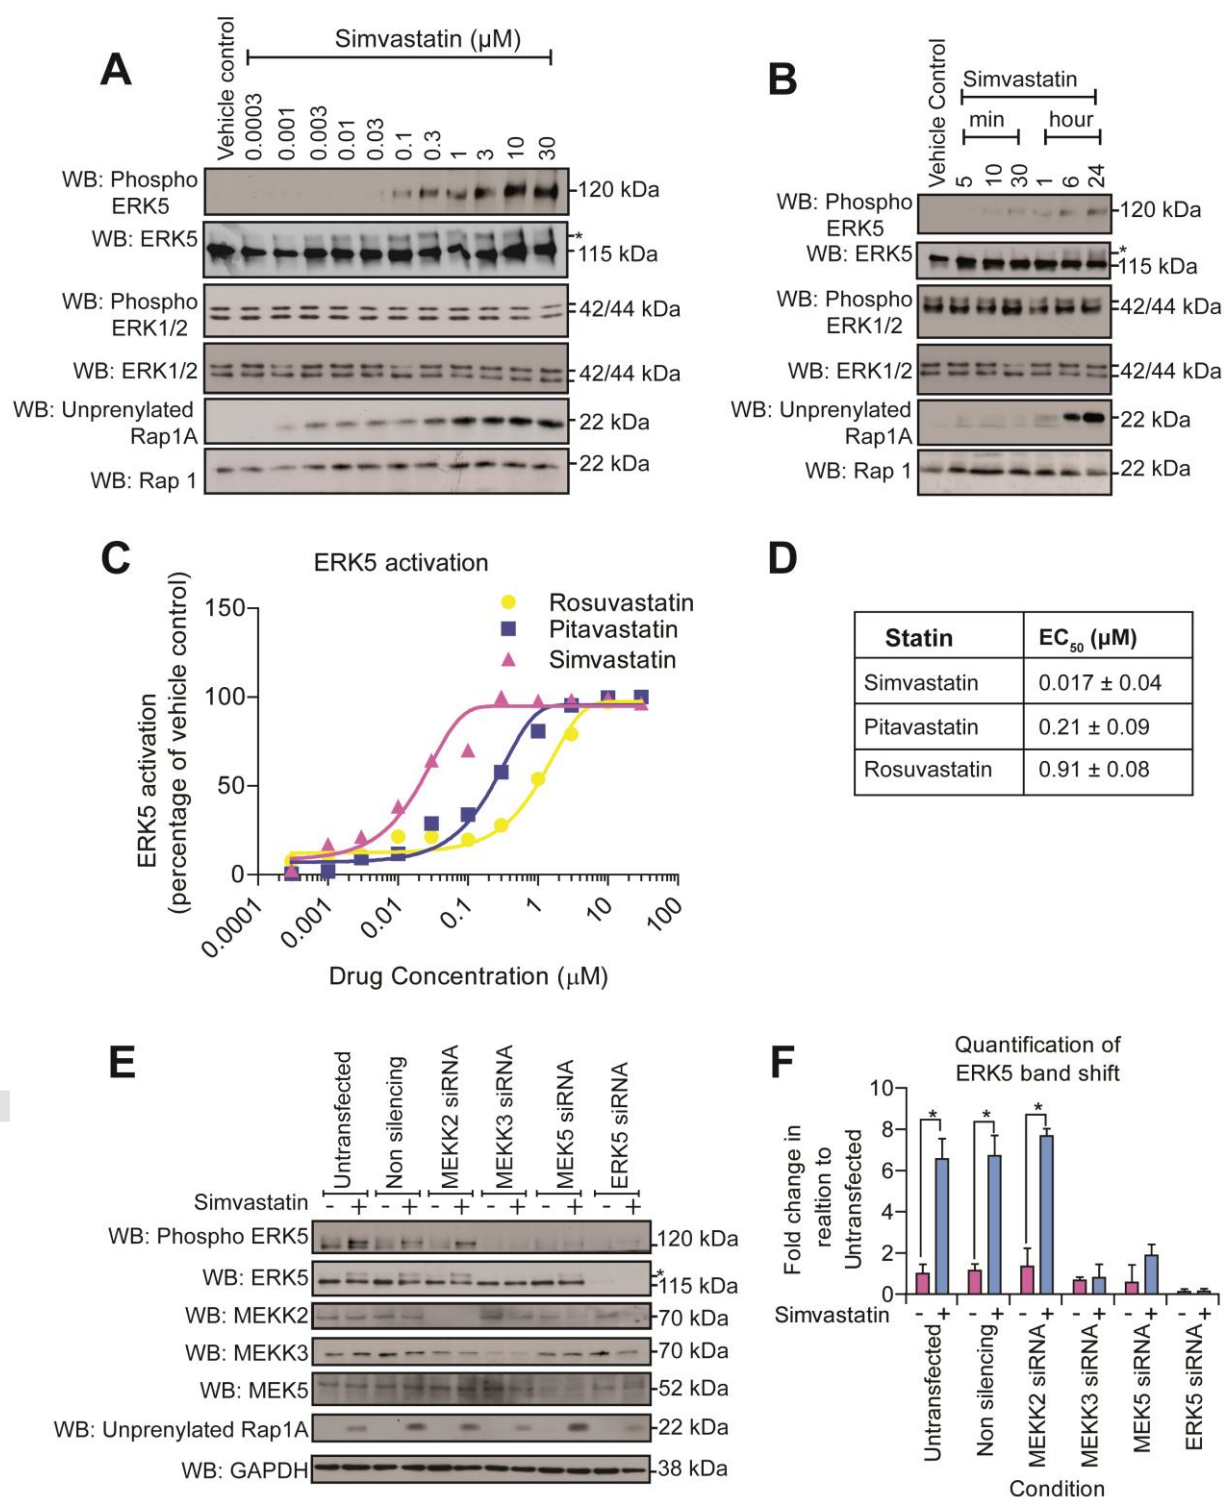 A
Simvastatin (µM)
Vehicle control
0.0003
0.001
0.003
0.01
0.03
0.1
0.3
1
3
10
30
WB: Phospho
ERK5
120 kDa
WB: ERK5
*
115 kDa
WB: Phospho
ERK1/2
42/44 kDa
WB: ERK1/2
42/44 kDa
WB: Unprenylated
Rap1A
22 kDa
WB: Rap 1
22 kDa
B
Vehicle Control
Simvastatin
min
hour
5
10
30
1
6
24
WB: Phospho
ERK5
120 kDa
WB: ERK5
*
115 kDa
WB: Phospho
ERK1/2
42/44 kDa
WB: ERK1/2
42/44 kDa
WB: Unprenylated
Rap1A
22 kDa
WB: Rap 1
22 kDa
C
ERK5 activation
ERK5 activation
(percentage of vehicle control)
150
100
50
0
Rosuvastatin
Pitavastatin
Simvastatin
0.0001
0.001
0.01
0.1
1
10
100
Drug Concentration (µM)
D
Statin EC50 (µM)
Simvastatin 0.017 ± 0.04
Pitavastatin 0.21 ± 0.09
Rosuvastatin 0.91 ± 0.08
E
Untransfected
Non silencing
MEKK2 siRNA
MEKK3 siRNA
MEK5 siRNA
ERK5 siRNA
Simvastatin - + - + - + - + - + - +
WB: Phospho ERK5
120 kDa
WB: ERK5
*
115 kDa
WB: MEKK2
70 kDa
WB: MEKK3
70 kDa
WB: MEK5
52 kDa
WB: Unprenylated Rap1A
22 kDa
WB: GAPDH
38 kDa
F
Quantification of
ERK5 band shift
Fold change in
realtion to
Untransfected
10
8
6
4
2
0
* * *
Simvastatin - + - + - + - + - + - +
Untransfected
Non silencing
MEKK2 siRNA
MEKK3 siRNA
MEK5 siRNA
ERK5 siRNA
Condition